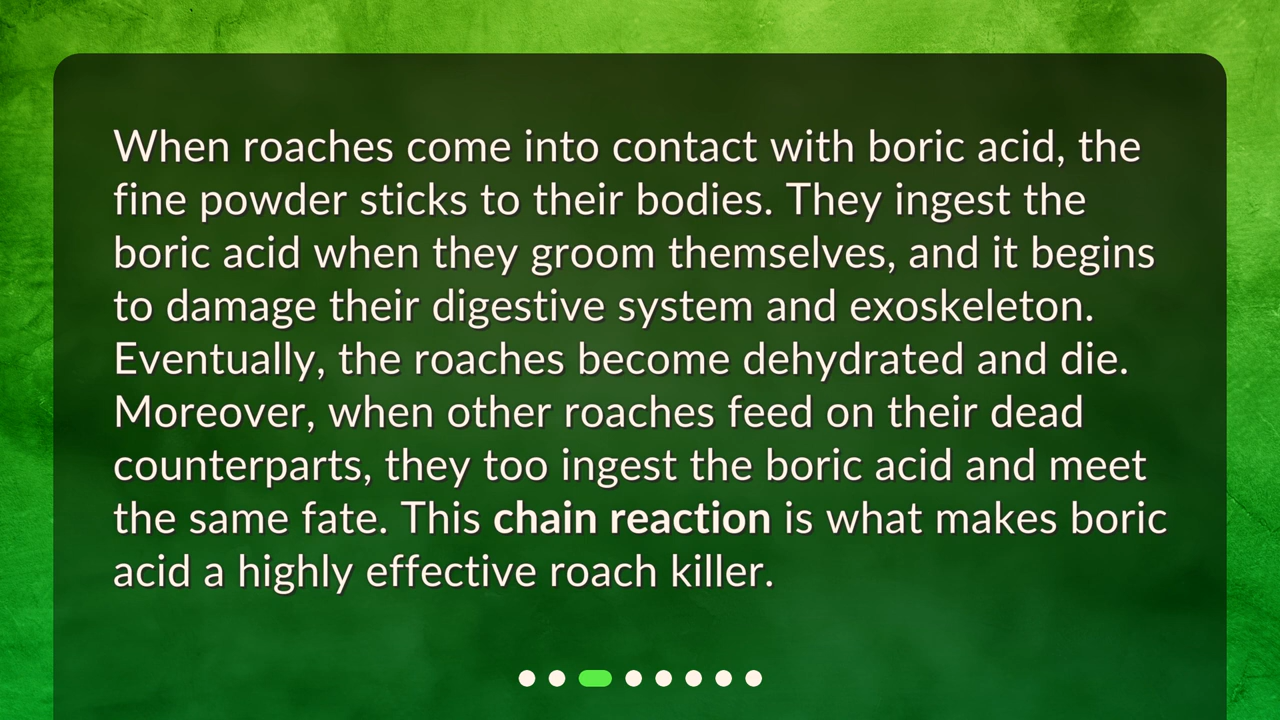 When roaches come into contact with boric acid, the
fine powder sticks to their bodies. They ingest the
boric acid when they groom themselves, and it begins
to damage their digestive system and exoskeleton.
Eventually, the roaches become dehydrated and die.
Moreover, when other roaches feed on their dead
counterparts, they too ingest the boric acid and meet
the same fate. This chain reaction is what makes boric
acid a highly effective roach killer.